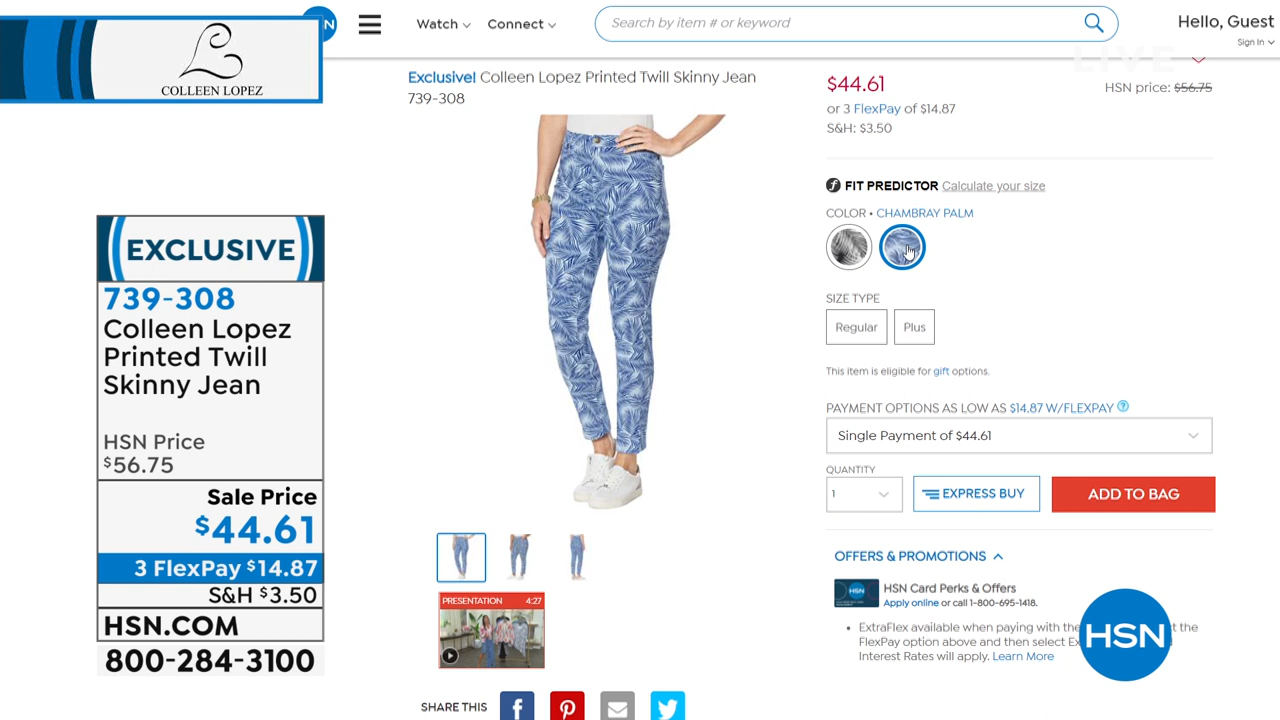 COLLEEN LOPEZ
EXCLUSIVE
739-308
Colleen Lopez
Printed Twill
Skinny Jean
HSN Price
$56.75
Sale Price
$44.61
3 FlexPay $14.87
S&H $3.50
HSN.COM
800-284-3100
Watch
Connect
Search by item # or keyword
Hello, Guest
Sign In
LIVE
Exclusive! Colleen Lopez Printed Twill Skinny Jean
739-308
$44.61
HSN price: $56.75
or 3 FlexPay of $14.87
S&H: $3.50
FIT PREDICTOR Calculate your size
COLOR • CHAMBRAY PALM
SIZE TYPE
Regular
Plus
This item is eligible for gift options.
PAYMENT OPTIONS AS LOW AS $14.87 W/FLEXPAY ?
Single Payment of $44.61
QUANTITY
1
EXPRESS BUY
ADD TO BAG
OFFERS & PROMOTIONS
HSN
HSN Card Perks & Offers
Apply online or call 1-800-695-1418.
• ExtraFlex available when paying with the
t the
FlexPay option above and then select Ex
Interest Rates will apply. Learn More
HSN
PRESENTATION 4:27
SHARE THIS